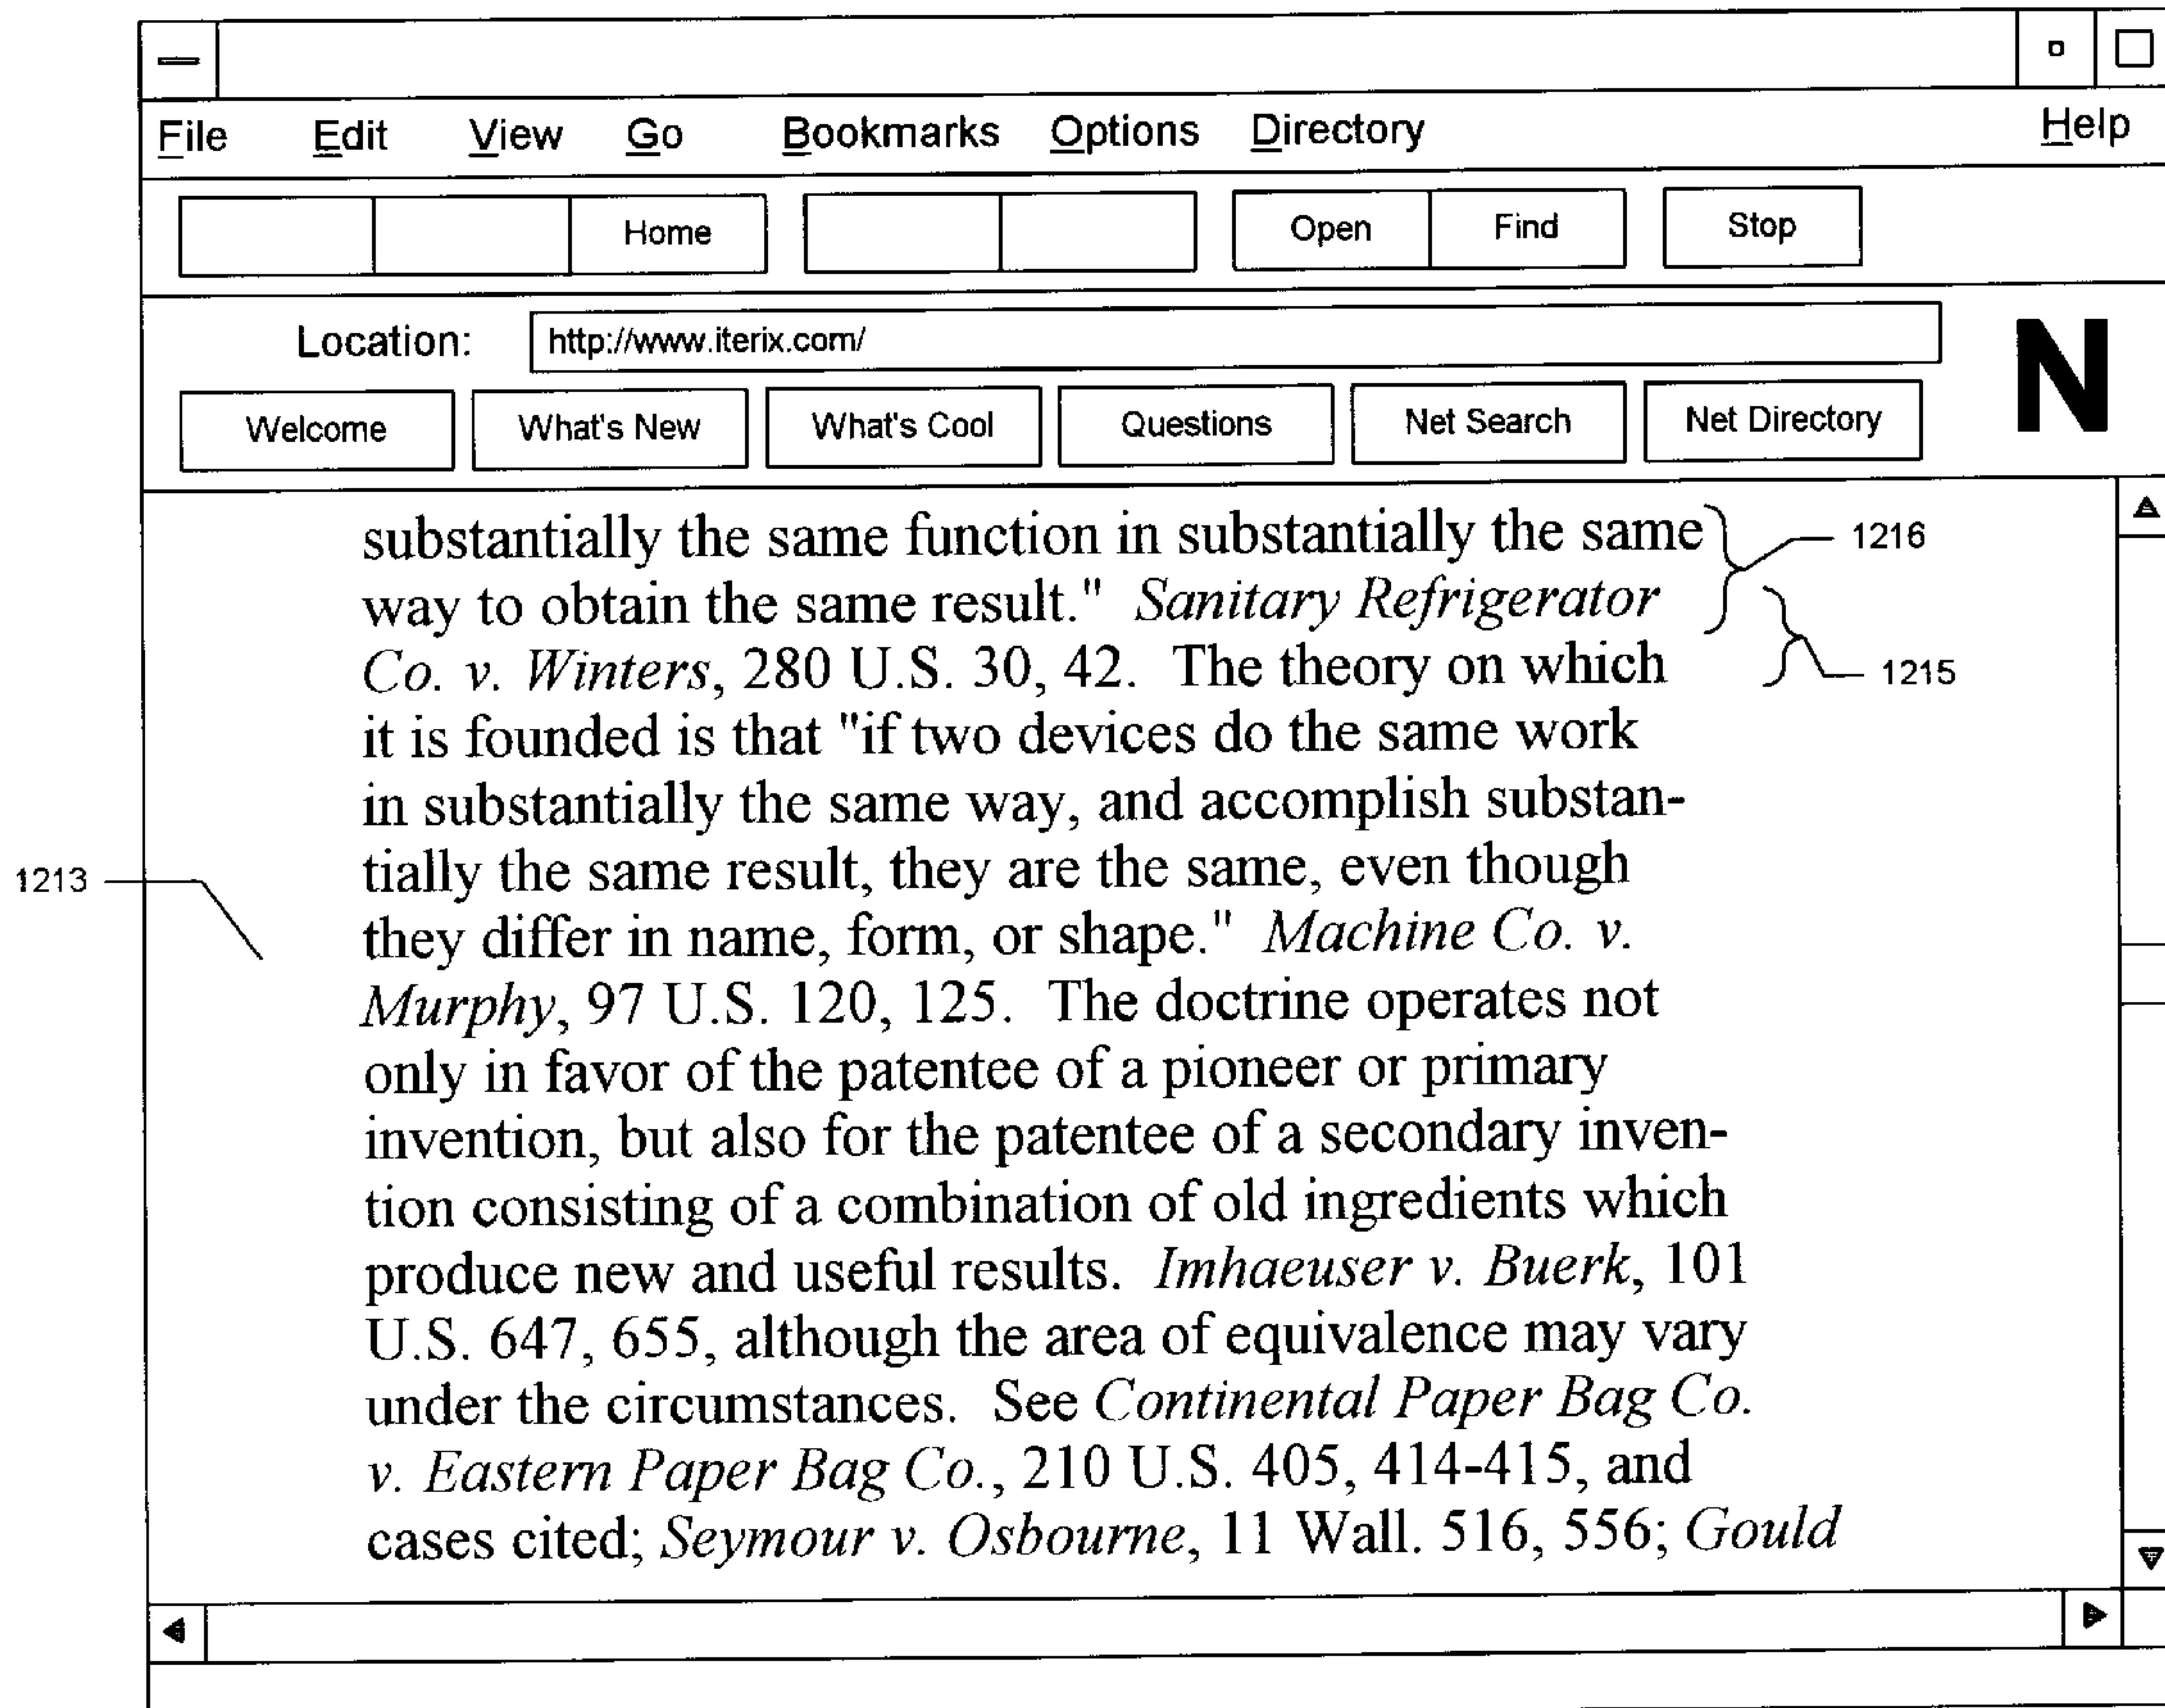 File Edit View Go Bookmarks Options Directory Help
Home Open Find Stop
Location: http://www.iterix.com/
N
Welcome What's New What's Cool Questions Net Search Net Directory
substantially the same function in substantially the same
1216
way to obtain the same result." Sanitary Refrigerator
Co. v. Winters, 280 U.S. 30, 42. The theory on which
1215
it is founded is that "if two devices do the same work
in substantially the same way, and accomplish substan-
tially the same result, they are the same, even though
1213
they differ in name, form, or shape." Machine Co. v.
Murphy, 97 U.S. 120, 125. The doctrine operates not
only in favor of the patentee of a pioneer or primary
invention, but also for the patentee of a secondary inven-
tion consisting of a combination of old ingredients which
produce new and useful results. Imhaeuser v. Buerk, 101
U.S. 647, 655, although the area of equivalence may vary
under the circumstances. See Continental Paper Bag Co.
v. Eastern Paper Bag Co., 210 U.S. 405, 414-415, and
cases cited; Seymour v. Osbourne, 11 Wall. 516, 556; Gould